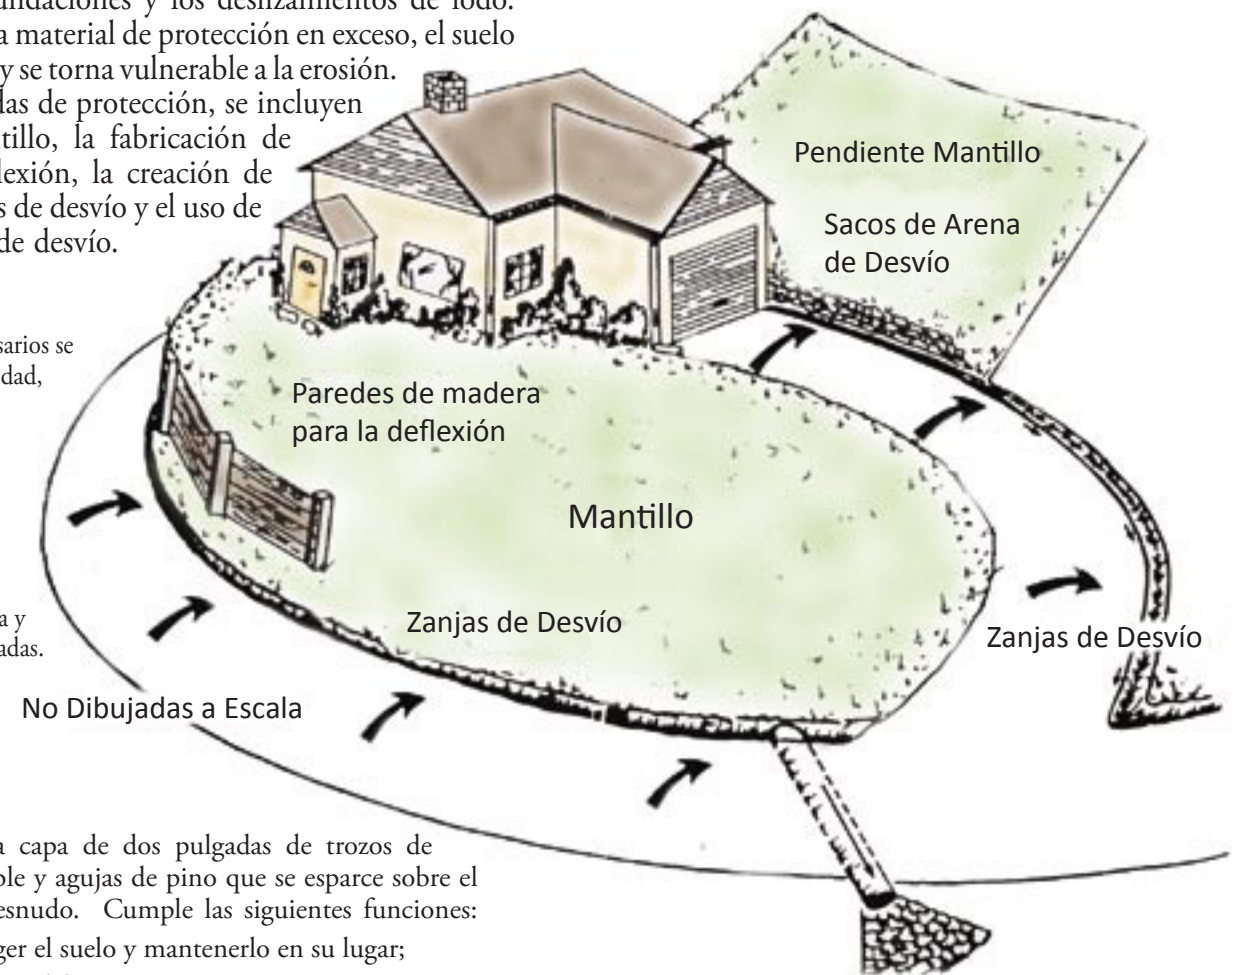 undaciones y los deslizamientos de lodo.
a material de protección en exceso, el suelo
y se torna vulnerable a la erosión.
das de protección, se incluyen
ntillo, la fabricación de
lexión, la creación de
s de desvío y el uso de
de desvío.
Pendiente Mantillo
Sacos de Arena
de Desvío
sarios se
dad,
Paredes de madera
para la deflexión
Mantillo
Zanjas de Desvío
a y
adas.
Zanjas de Desvío
No Dibujadas a Escala
a capa de dos pulgadas de trozos de
ble y agujas de pino que se esparce sobre el
esnudo. Cumple las siguientes funciones:
ger el suelo y mantenerlo en su lugar;